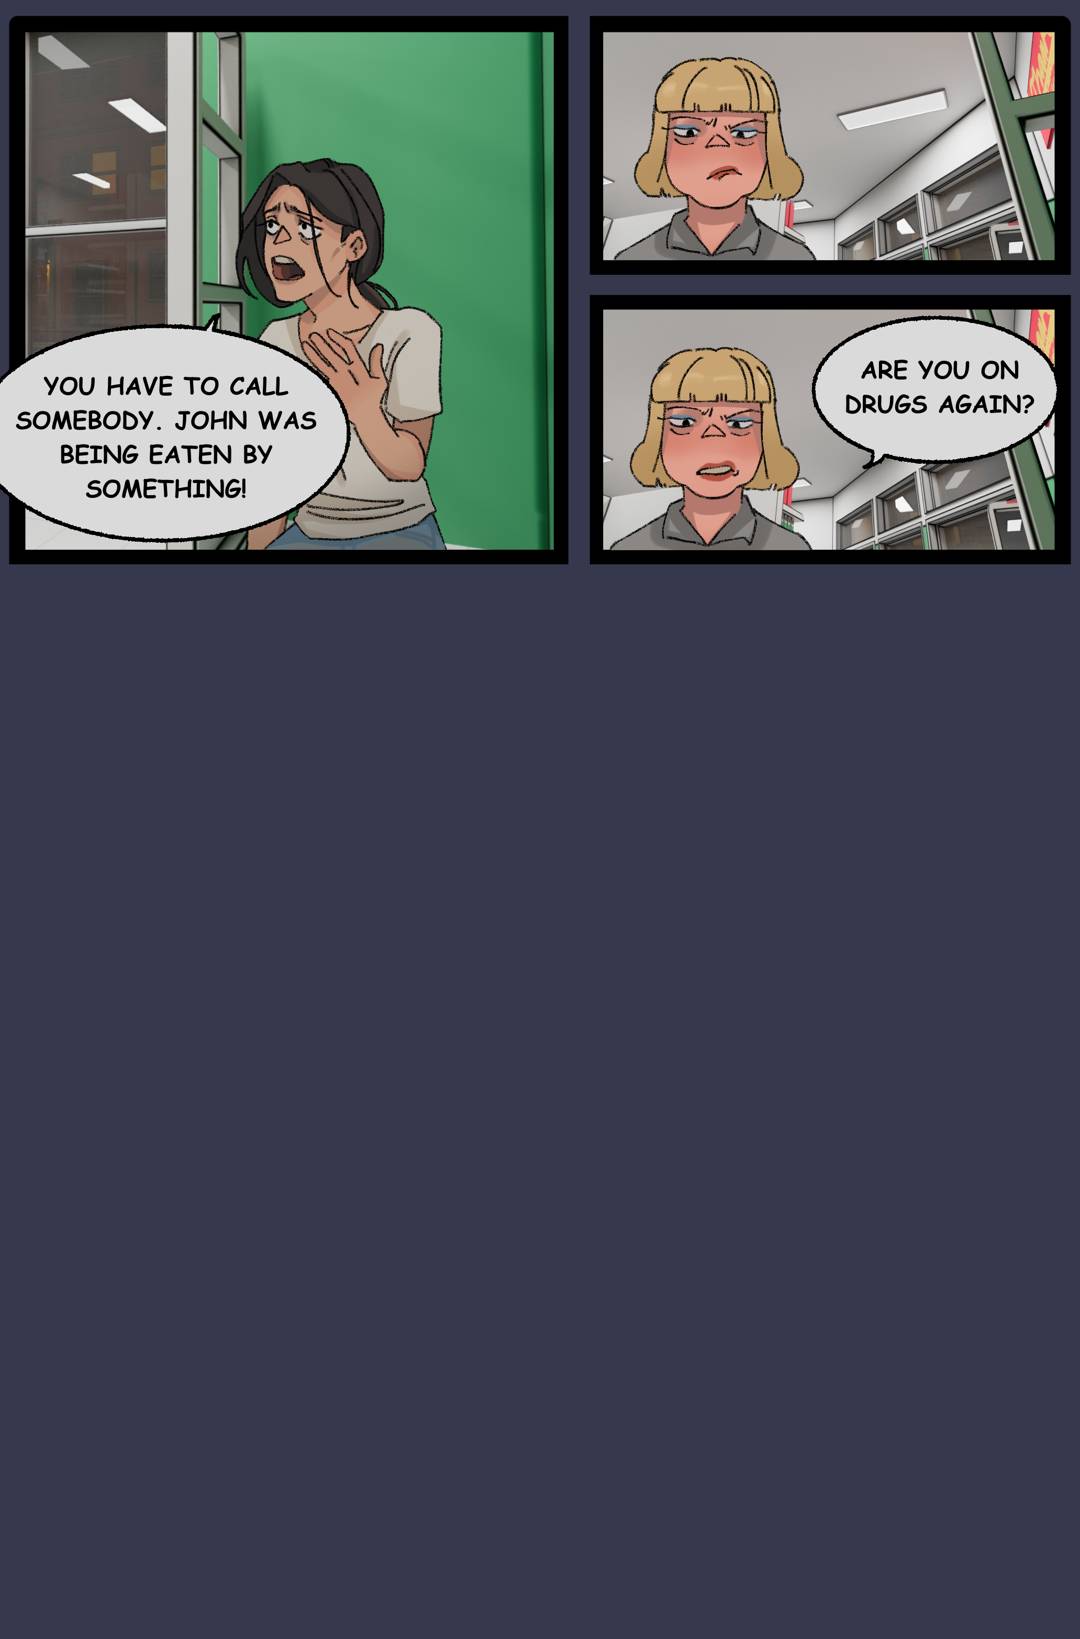 YOU HAVE TO CALL
SOMEBODY. JOHN WAS
BEING EATEN BY
SOMETHING!
ARE YOU ON
DRUGS AGAIN?